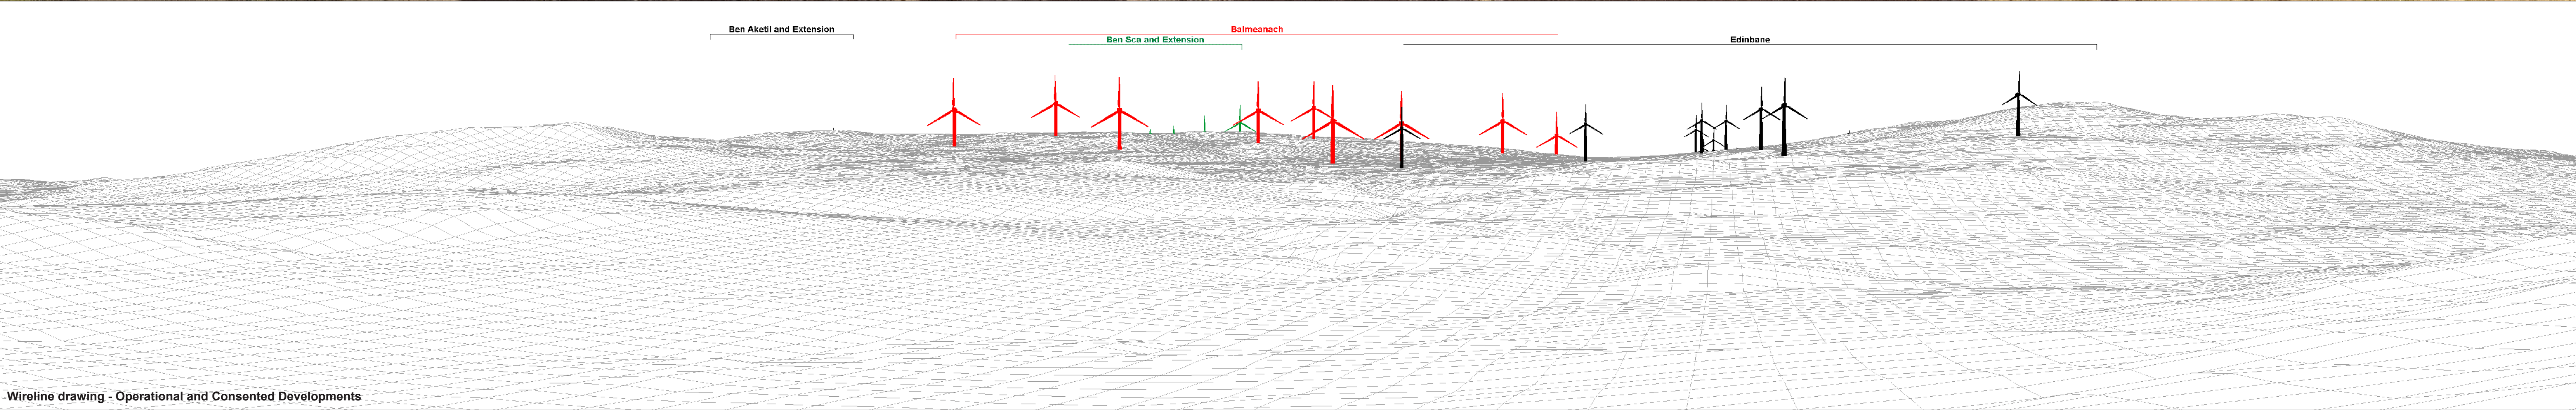 Ben Aketil and Extension
Balmeanach
Ben Sca and Extension
Edinbane
Wireline drawing - Operational and Consented Developments